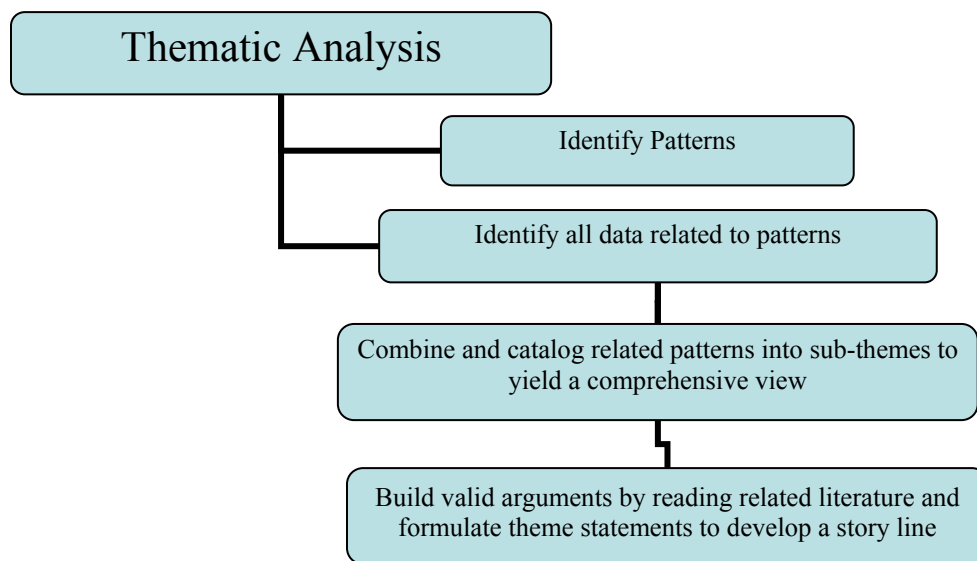 Thematic Analysis
Identify Patterns
Identify all data related to patterns
Combine and catalog related patterns into sub-themes to
yield a comprehensive view
Build valid arguments by reading related literature and
formulate theme statements to develop a story line